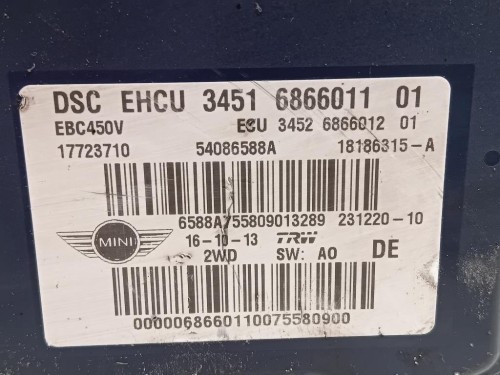 DSC EHCU 3451 6866011 01
EBC450V ECU 3452 6866012 01
17723710 54086588A 18186315-A
6588A755809013289 231220-10
MINI 16-10-13 TRW DE
2WD SW: A0
0000068660110075580900